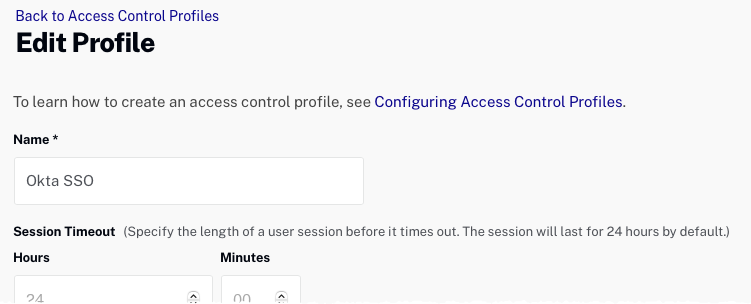 Back to Access Control Profiles
Edit Profile
To learn how to create an access control profile, see Configuring Access Control Profiles.
Name *
Okta SSO
Session Timeout (Specify the length of a user session before it times out. The session will last for 24 hours by default.)
Hours Minutes
24 00